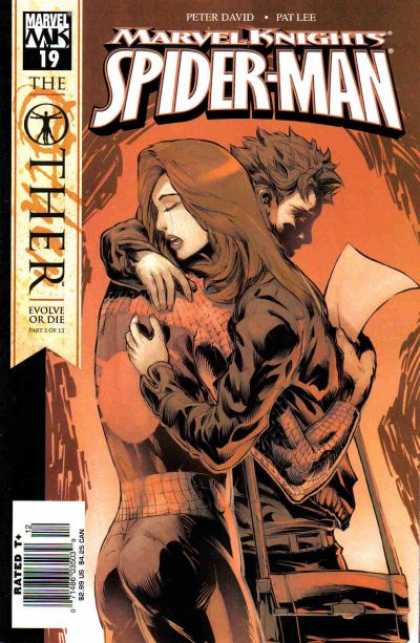 MARVEL
MK
19
PETER DAVID • PAT LEE
MARVEL KNIGHTS
SPIDER-MAN
THE
OTHER
EVOLVE
OR DIE
PART 5 OF 12
RATED T+
$2.99 US $4.25 CAN
12